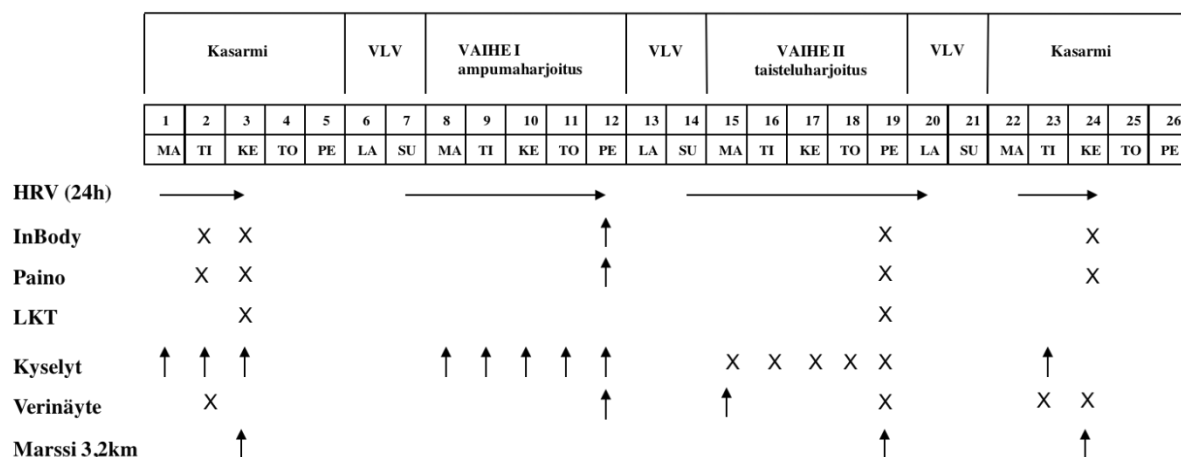 Kasarmi VLV VAIHE I ampumaharjoitus VLV VAIHE II taisteluharjoitus VLV Kasarmi
1 2 3 4 5 6 7 8 9 10 11 12 13 14 15 16 17 18 19 20 21 22 23 24 25 26
MA TI KE TO PE LA SU MA TI KE TO PE LA SU MA TI KE TO PE LA SU MA TI KE TO PE
HRV (24h)
InBody X X X X
Paino X X X X
LKT X X
Kyselyt X X X X X
Verinäyte X X X X
Marssi 3,2km